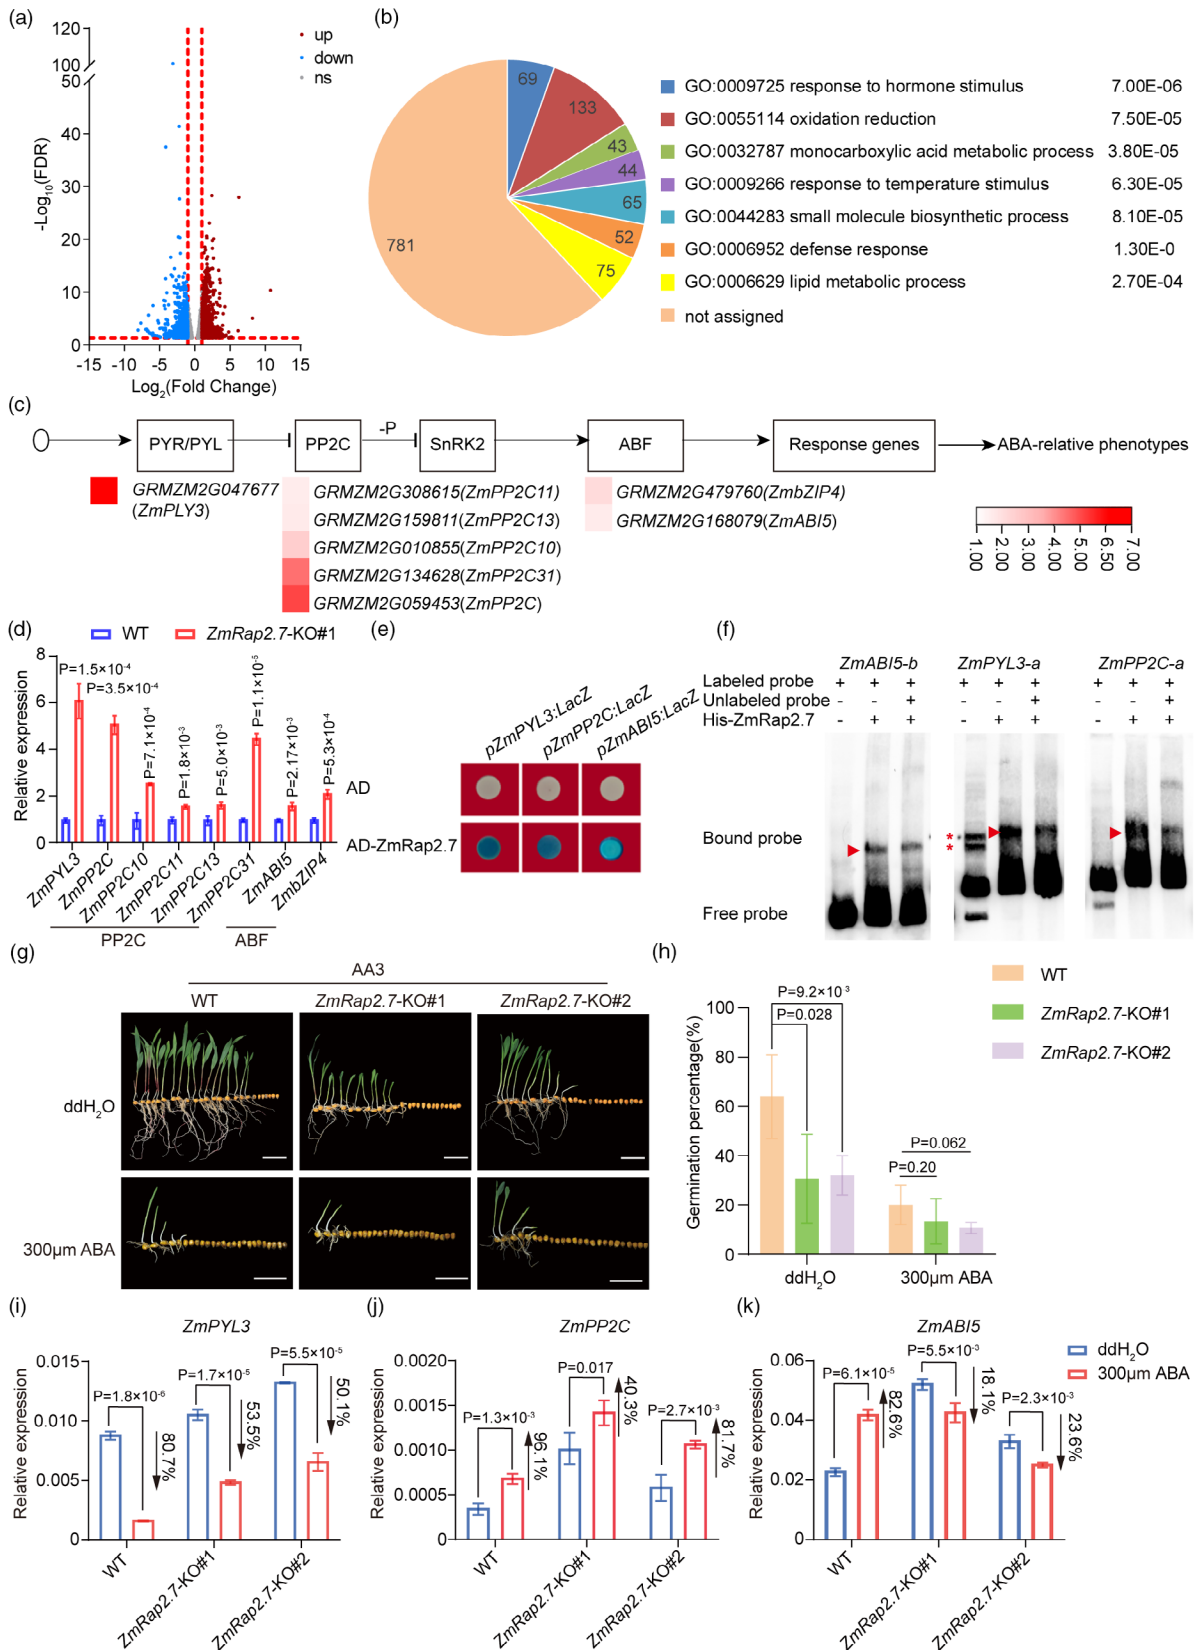 (a)
120
100
50
40
30
20
10
0
-Log10(FDR)
-15 -10 -5 0 5 10 15
Log2(Fold Change)
up
down
ns
(b)
69
133
43
44
65
52
75
781
GO:0009725 response to hormone stimulus 7.00E-06
GO:0055114 oxidation reduction 7.50E-05
GO:0032787 monocarboxylic acid metabolic process 3.80E-05
GO:0009266 response to temperature stimulus 6.30E-05
GO:0044283 small molecule biosynthetic process 8.10E-05
GO:0006952 defense response 1.30E-0
GO:0006629 lipid metabolic process 2.70E-04
not assigned
(c)
PYR/PYL PP2C -P SnRK2 ABF Response genes ABA-relative phenotypes
GRMZM2G047677
(ZmPLY3)
GRMZM2G308615(ZmPP2C11)
GRMZM2G159811(ZmPP2C13)
GRMZM2G010855(ZmPP2C10)
GRMZM2G134628(ZmPP2C31)
GRMZM2G059453(ZmPP2C)
GRMZM2G479760(ZmbZIP4)
GRMZM2G168079(ZmABI5)
1.00 2.00 3.00 4.00 5.00 6.50 7.00
(d)
WT ZmRap2.7-KO#1
Relative expression
8
6
4
2
0
P=1.5×10-4
P=3.5×10-4
P=7.1×10-4
P=1.8×10-3
P=5.0×10-3
P=1.1×10-5
P=2.17×10-3
P=5.3×10-4
ZmPYL3
ZmPP2C
ZmPP2C10
ZmPP2C11
ZmPP2C13
ZmPP2C31
ZmABI5
ZmbZIP4
PP2C ABF
(e)
pZmPYL3:LacZ
pZmPP2C:LacZ
pZmABI5:LacZ
AD
AD-ZmRap2.7
(f)
ZmABI5-b ZmPYL3-a ZmPP2C-a
Labeled probe + + + + + + + + +
Unlabeled probe - - + - - + - - +
His-ZmRap2.7 - + + - + + - + +
Bound probe
*
*
Free probe
(g)
AA3
WT ZmRap2.7-KO#1 ZmRap2.7-KO#2
ddH2O
300μm ABA
(h)
WT
ZmRap2.7-KO#1
ZmRap2.7-KO#2
Germination percentage(%)
100
80
60
40
20
0
P=9.2×10 3
P=0.028
P=0.062
P=0.20
ddH2O 300μm ABA
(i)
ZmPYL3
Relative expression
0.015
0.010
0.005
0
P=1.8×10-6
80.7%
P=1.7×10-5
53.5%
P=5.5×10-5
50.1%
WT
ZmRap2.7-KO#1
ZmRap2.7-KO#2
(j)
ZmPP2C
Relative expression
0.0020
0.0015
0.0010
0.0005
0
P=1.3×10-3
96.1%
P=0.017
40.3%
P=2.7×10-3
81.7%
WT
ZmRap2.7-KO#1
ZmRap2.7-KO#2
(k)
ZmABI5
Relative expression
0.06
0.04
0.02
0
P=6.1×10-5
82.6%
P=5.5×10-3
18.1%
P=2.3×10-3
23.6%
WT
ZmRap2.7-KO#1
ZmRap2.7-KO#2
ddH2O
300μm ABA